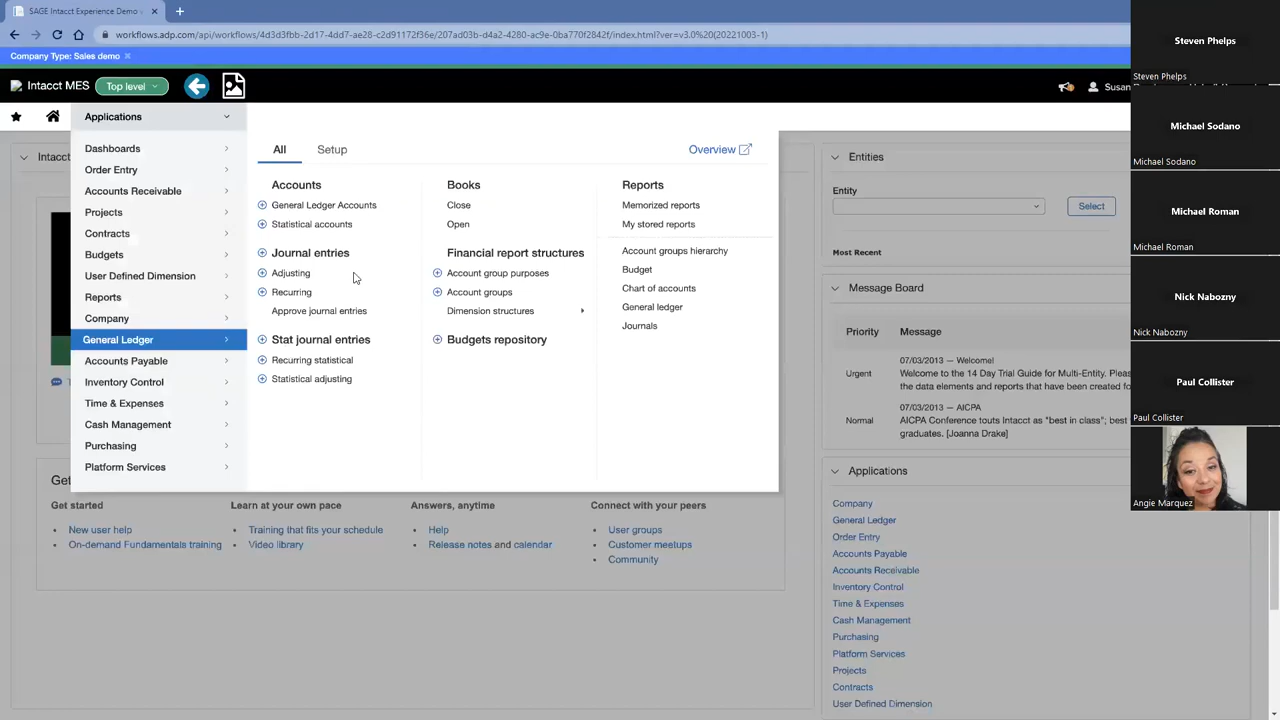 SAGE Intacct Experience Demo
workflows.adp.com/api/workflows/4d3d3fbb-2d17-4dd7-ae28-c2d91172f36e/207ad03b-d4a2-4280-ac9e-0ba770f2842f/index.html?ver=v3.0%20(20221003-1)
Company Type: Sales demo
Intacct MES
Top level
Susan
Applications
Dashboards
Order Entry
Accounts Receivable
Projects
Contracts
Budgets
User Defined Dimension
Reports
Company
General Ledger
Accounts Payable
Inventory Control
Time & Expenses
Cash Management
Purchasing
Platform Services
All
Setup
Overview
Accounts
General Ledger Accounts
Statistical accounts
Journal entries
Adjusting
Recurring
Approve journal entries
Stat journal entries
Recurring statistical
Statistical adjusting
Books
Close
Open
Financial report structures
Account group purposes
Account groups
Dimension structures
Budgets repository
Reports
Memorized reports
My stored reports
Account groups hierarchy
Budget
Chart of accounts
General ledger
Journals
Get started
New user help
On-demand Fundamentals training
Learn at your own pace
Training that fits your schedule
Video library
Answers, anytime
Help
Release notes and calendar
Connect with your peers
User groups
Customer meetups
Community
Entities
Entity
Select
Most Recent
Message Board
Priority
Message
Urgent
07/03/2013 — Welcome!
Welcome to the 14 Day Trial Guide for Multi-Entity. Pleas
the data elements and reports that have been created fo
Normal
07/03/2013 — AICPA
AICPA Conference touts Intacct as "best in class"; best
graduates. [Joanna Drake]
Applications
Company
General Ledger
Order Entry
Accounts Payable
Accounts Receivable
Inventory Control
Time & Expenses
Cash Management
Purchasing
Platform Services
Projects
Contracts
User Defined Dimension
Steven Phelps
Steven Phelps
Michael Sodano
Michael Sodano
Michael Roman
Michael Roman
Nick Nabozny
Nick Nabozny
Paul Collister
Paul Collister
Angie Marquez